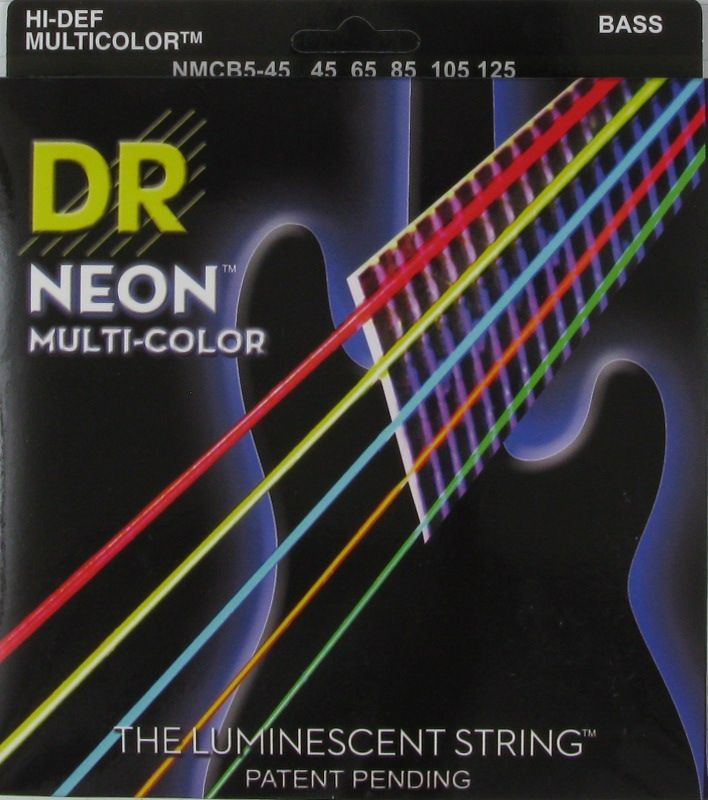 HI-DEF
MULTICOLOR™
BASS
NMCB5-45 45 65 85 105 125
DR
NEON™
MULTI-COLOR
THE LUMINESCENT STRING™
PATENT PENDING